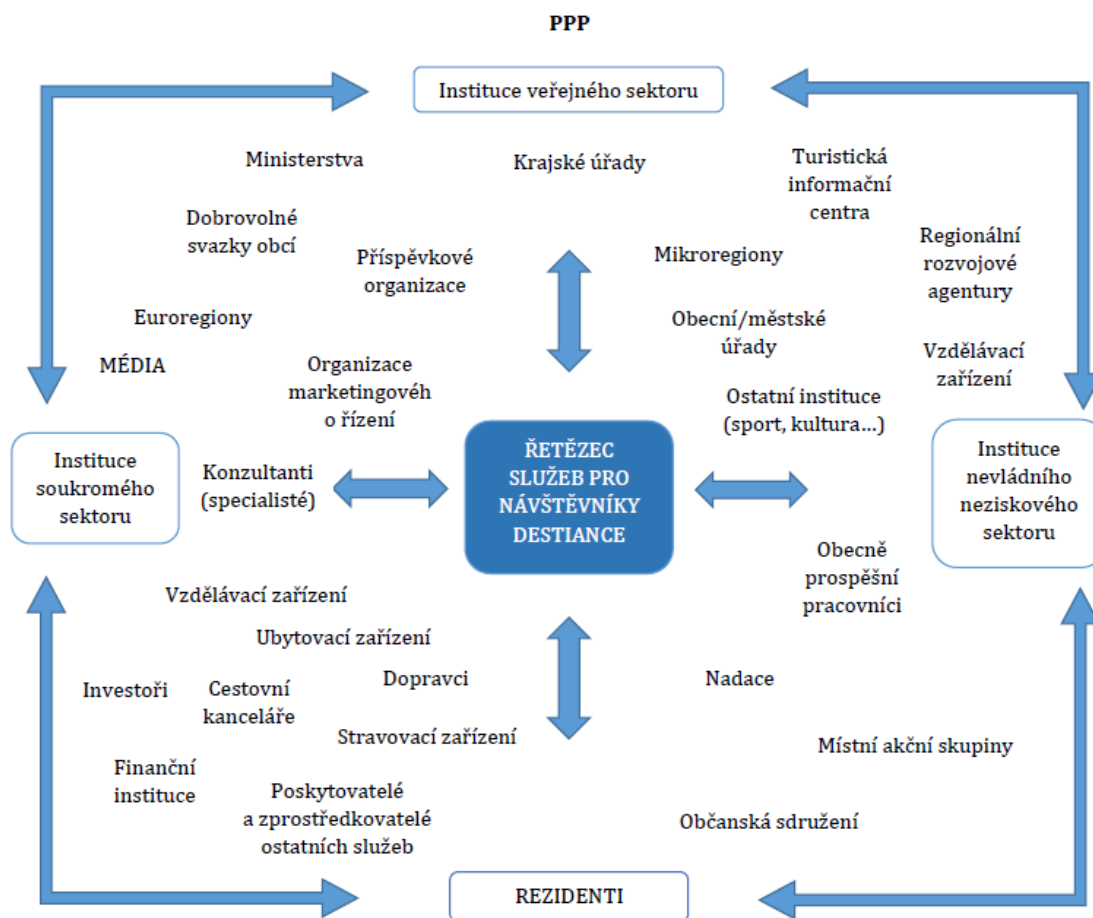 PPP
Instituce veřejného sektoru
Ministerstva
Krajské úřady
Turistická
informační
centra
Dobrovolné
svazky obcí
Příspěvkové
organizace
Mikroregiony
Regionální
rozvojové
agentury
Euroregiony
Obecní/městské
úřady
MÉDIA
Organizace
marketingovéh
o řízení
Vzdělávací
zařízení
Ostatní instituce
(sport, kultura...)
Instituce
soukromého
sektoru
Konzultanti
(specialisté)
ŘETĚZEC
SLUŽEB PRO
NÁVŠTĚVNÍKY
DESTIANCE
Instituce
nevládního
neziskového
sektoru
Obecně
prospěšní
pracovníci
Vzdělávací zařízení
Ubytovací zařízení
Investoři
Cestovní
kanceláře
Dopravci
Nadace
Stravovací zařízení
Místní akční skupiny
Finanční
instituce
Poskytovatelé
a zprostředkovatelé
ostatních služeb
Občanská sdružení
REZIDENTI